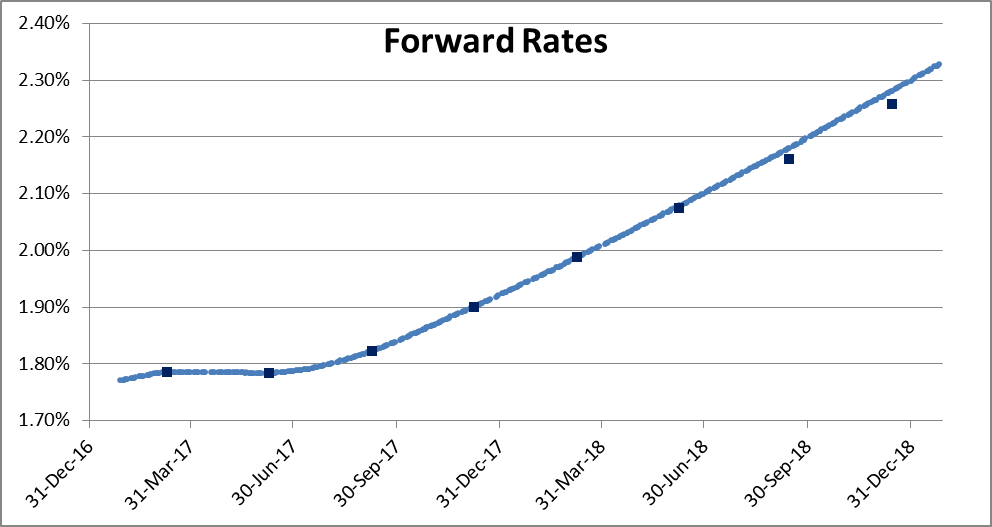 Forward Rates
2.40%
2.30%
2.20%
2.10%
2.00%
1.90%
1.80%
1.70%
31-Dec-16
31-Mar-17
30-Jun-17
30-Sep-17
31-Dec-17
31-Mar-18
30-Jun-18
30-Sep-18
31-Dec-18